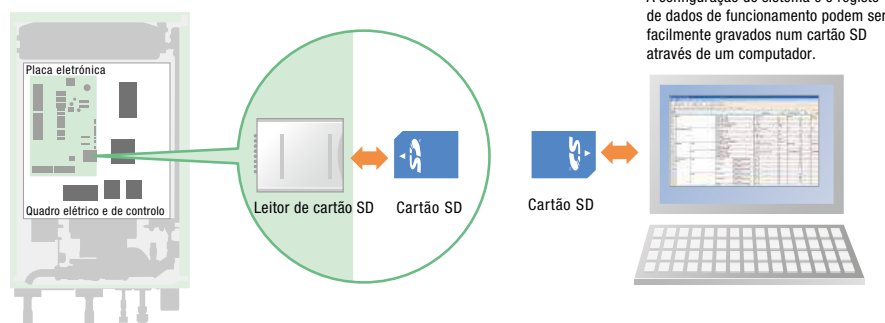 A configuração do sistema e o registo
de dados de funcionamento podem ser
facilmente gravados num cartão SD
através de um computador.
Placa eletrónica
Quadro elétrico e de controlo
Leitor de cartão SD
Cartão SD
Cartão SD